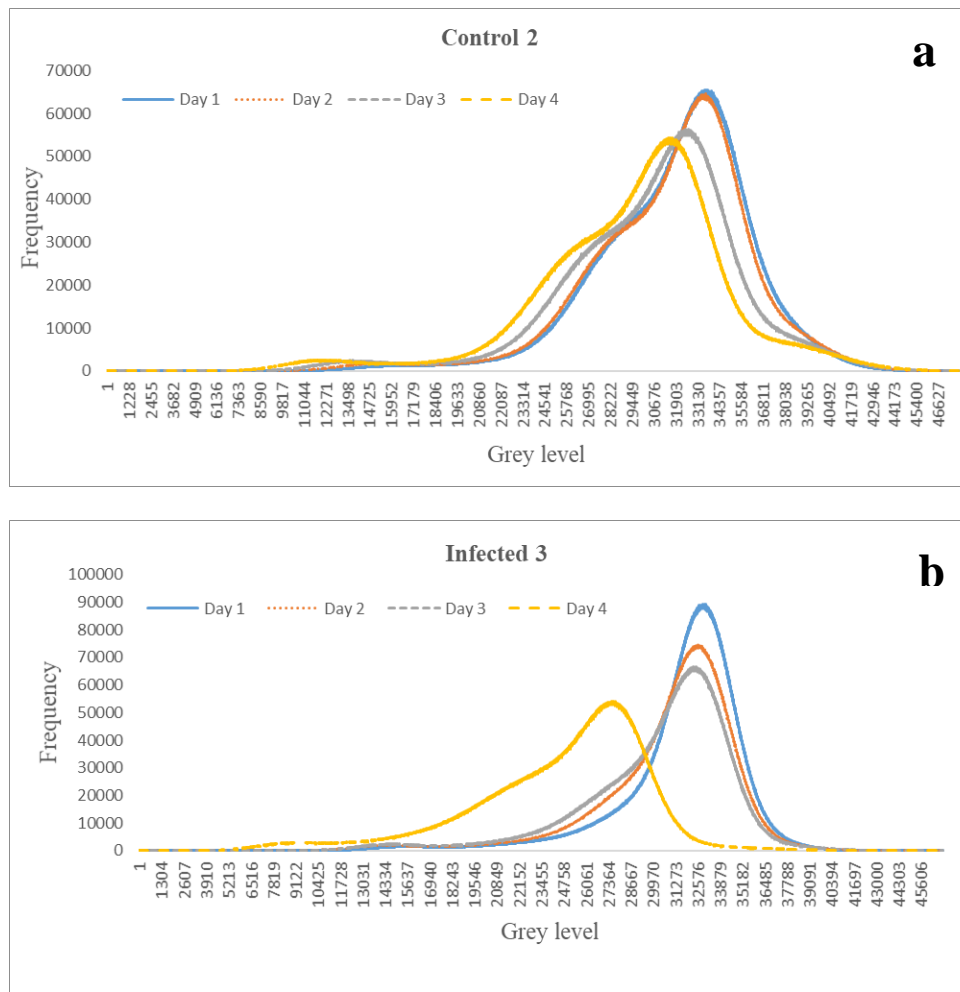 Control 2
a
70000
60000
50000
40000
30000
20000
10000
0
Day 1 Day 2 Day 3 Day 4
Frequency
1 1228 2455 3682 4909 6136 7363 8590 9817 11044 12271 13498 14725 15952 17179 18406 19633 20860 22087 23314 24541 25768 26995 28222 29449 30676 31903 33130 34357 35584 36811 38038 39265 40492 41719 42946 44173 45400 46627
Grey level
Infected 3
b
100000
90000
80000
70000
60000
50000
40000
30000
20000
10000
0
Day 1 Day 2 Day 3 Day 4
Frequency
1 1304 2607 3910 5213 6516 7819 9122 10425 11728 13031 14334 15637 16940 18243 19546 20849 22152 23455 24758 26061 27364 28667 29970 31273 32576 33879 35182 36485 37788 39091 40394 41697 43000 44303 45606
Grey level